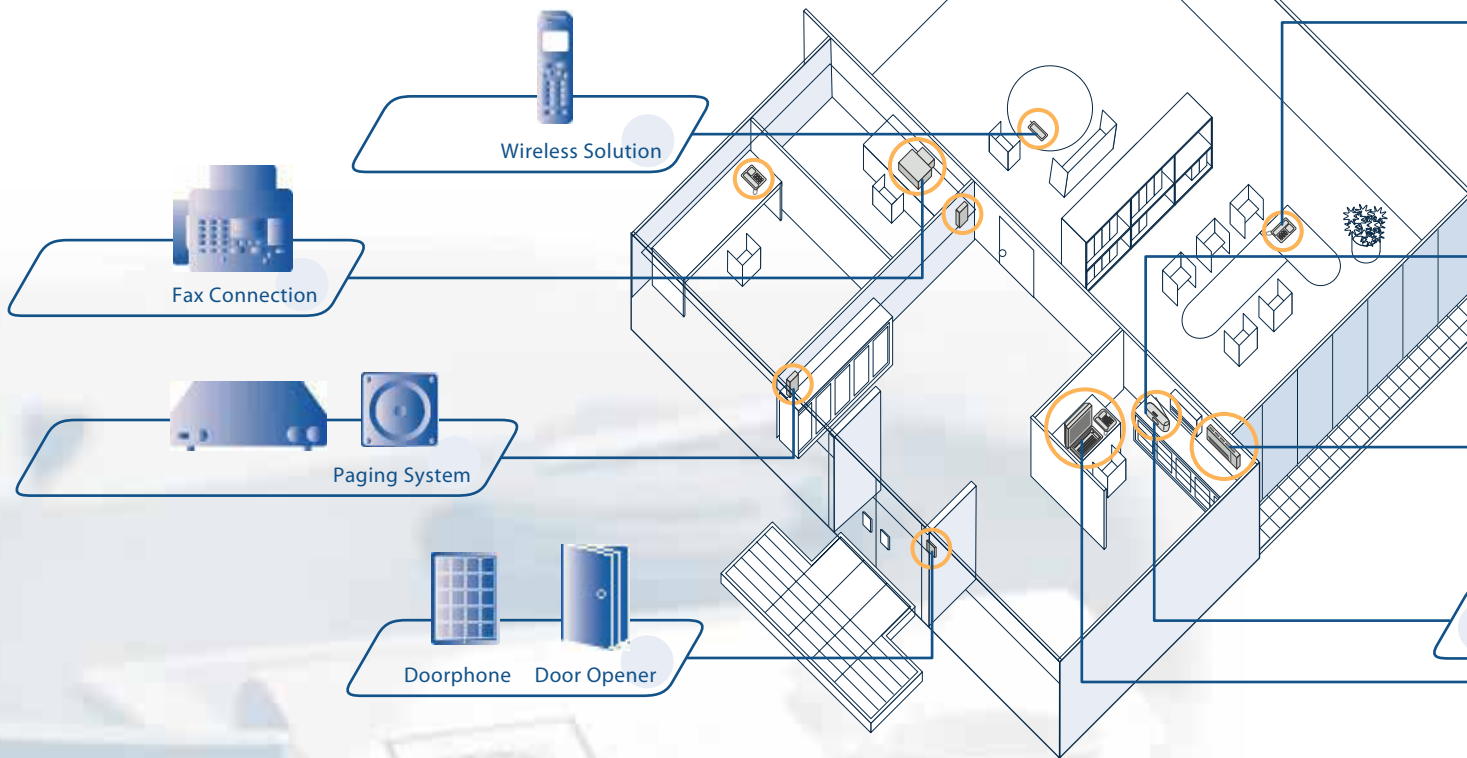 Wireless Solution
Fax Connection
Paging System
Doorphone Door Opener